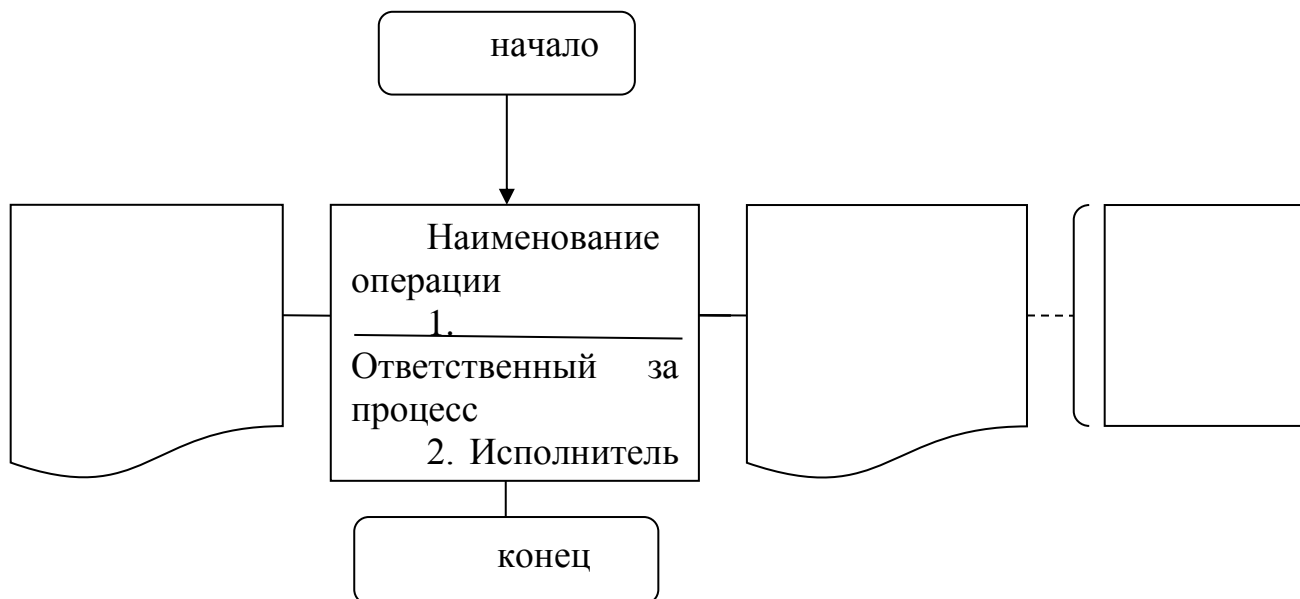 начало
Наименование
операции
1.
Ответственный за
процесс
2. Исполнитель
конец